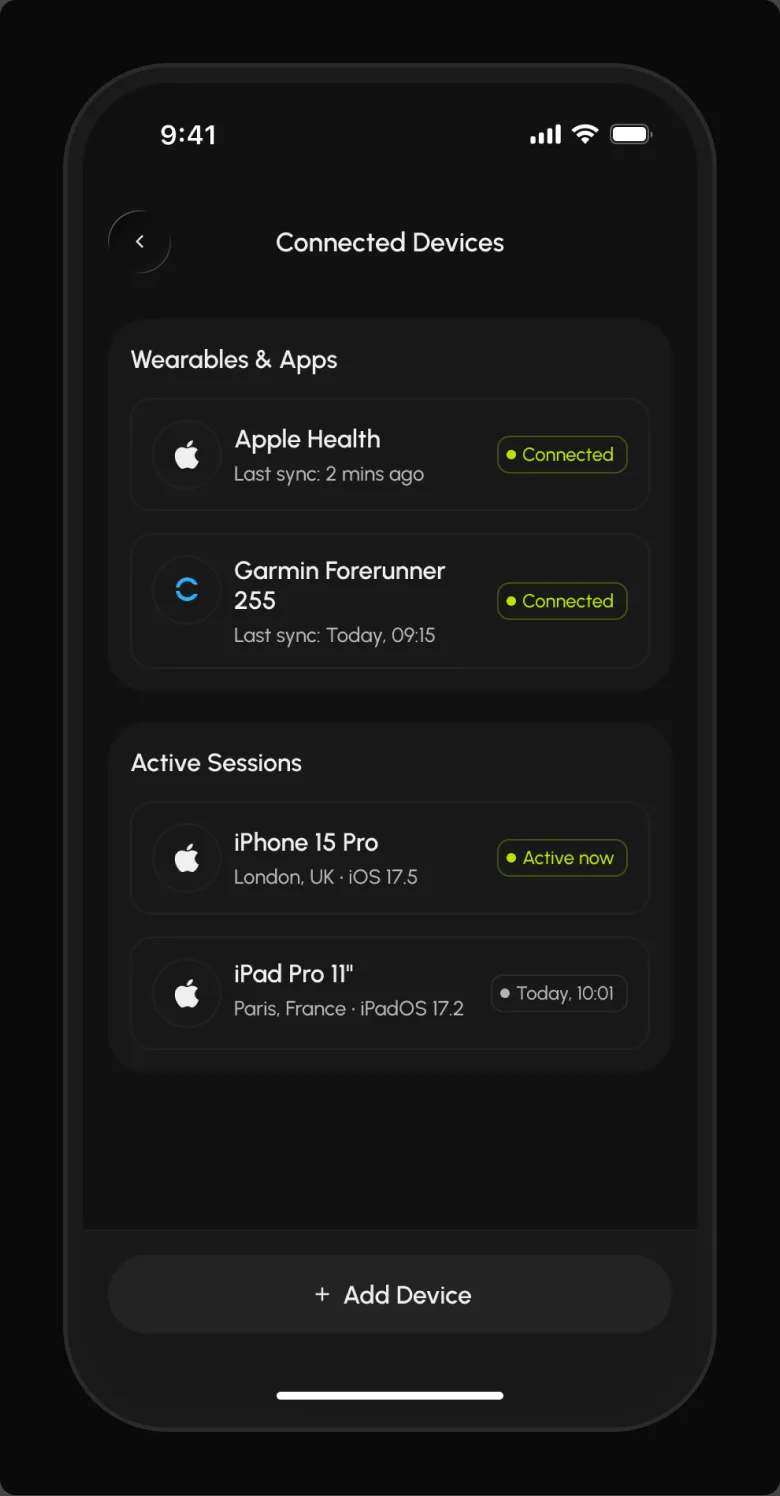 9:41
Connected Devices
Wearables & Apps
Apple Health
Last sync: 2 mins ago
Connected
Garmin Forerunner
255
Last sync: Today, 09:15
Connected
Active Sessions
iPhone 15 Pro
London, UK · iOS 17.5
Active now
iPad Pro 11"
Paris, France · iPadOS 17.2
Today, 10:01
+ Add Device